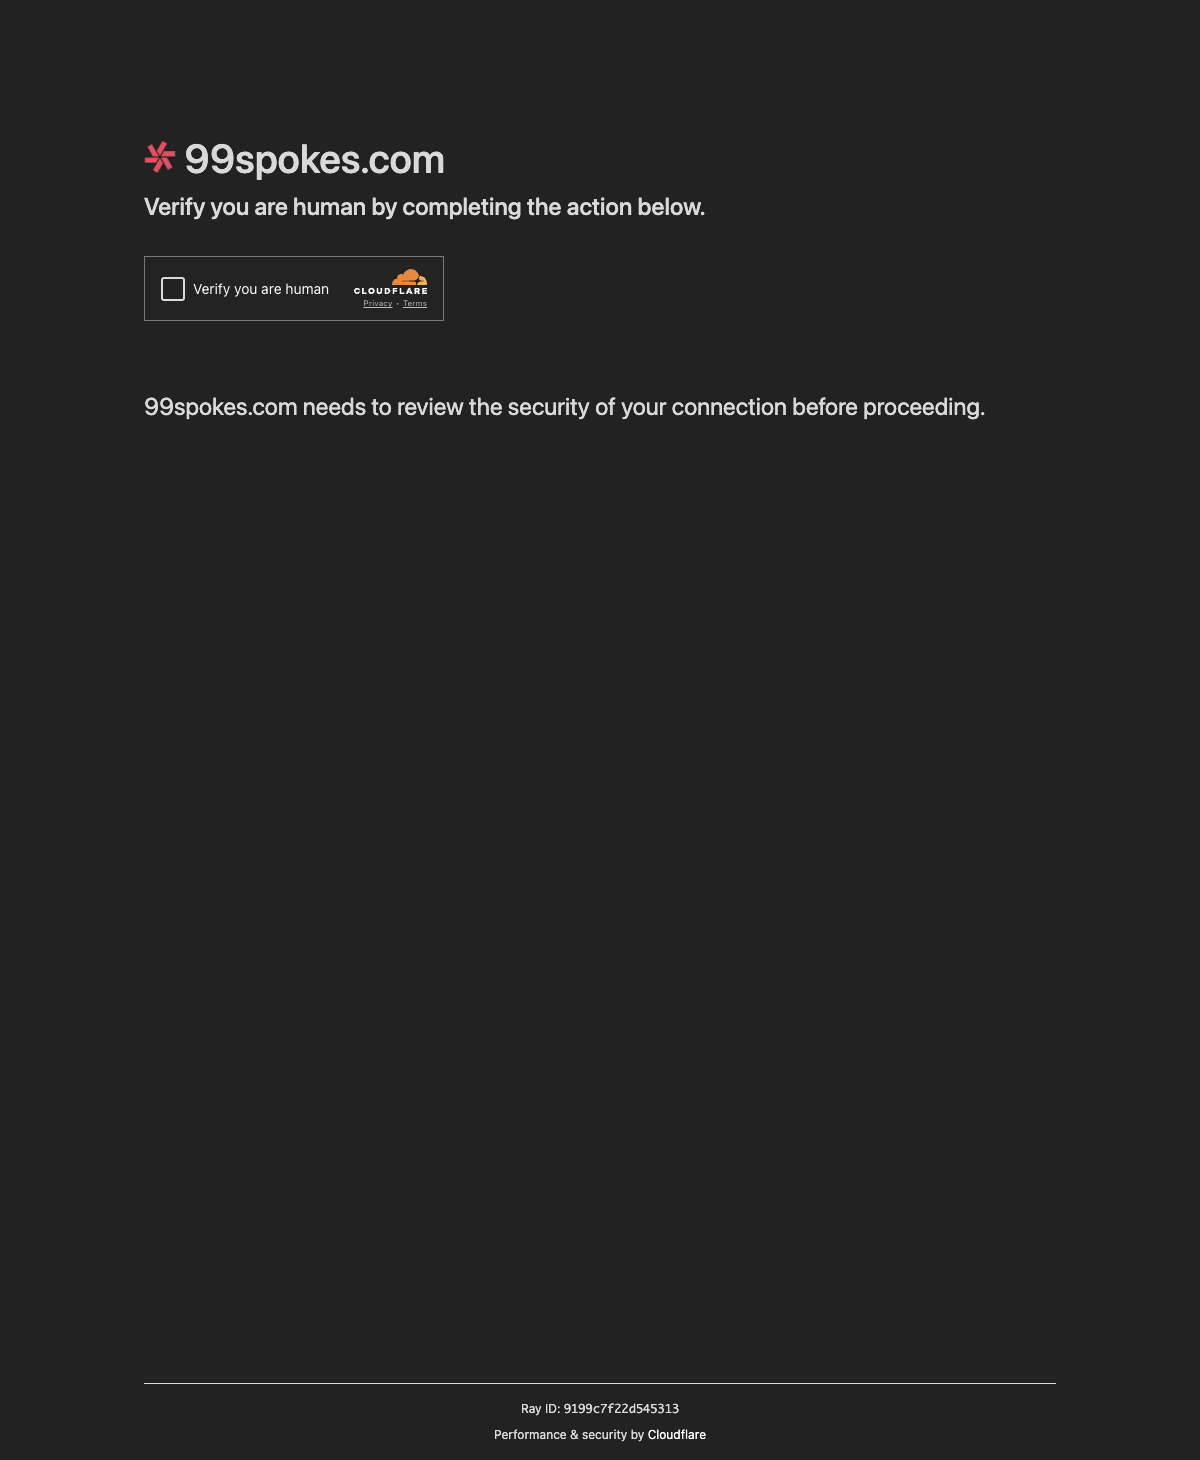 99spokes.com
Verify you are human by completing the action below.
Verify you are human
CLOUDFLARE
Privacy • Terms
99spokes.com needs to review the security of your connection before proceeding.
Ray ID: 9199c7f22d545313
Performance & security by Cloudflare